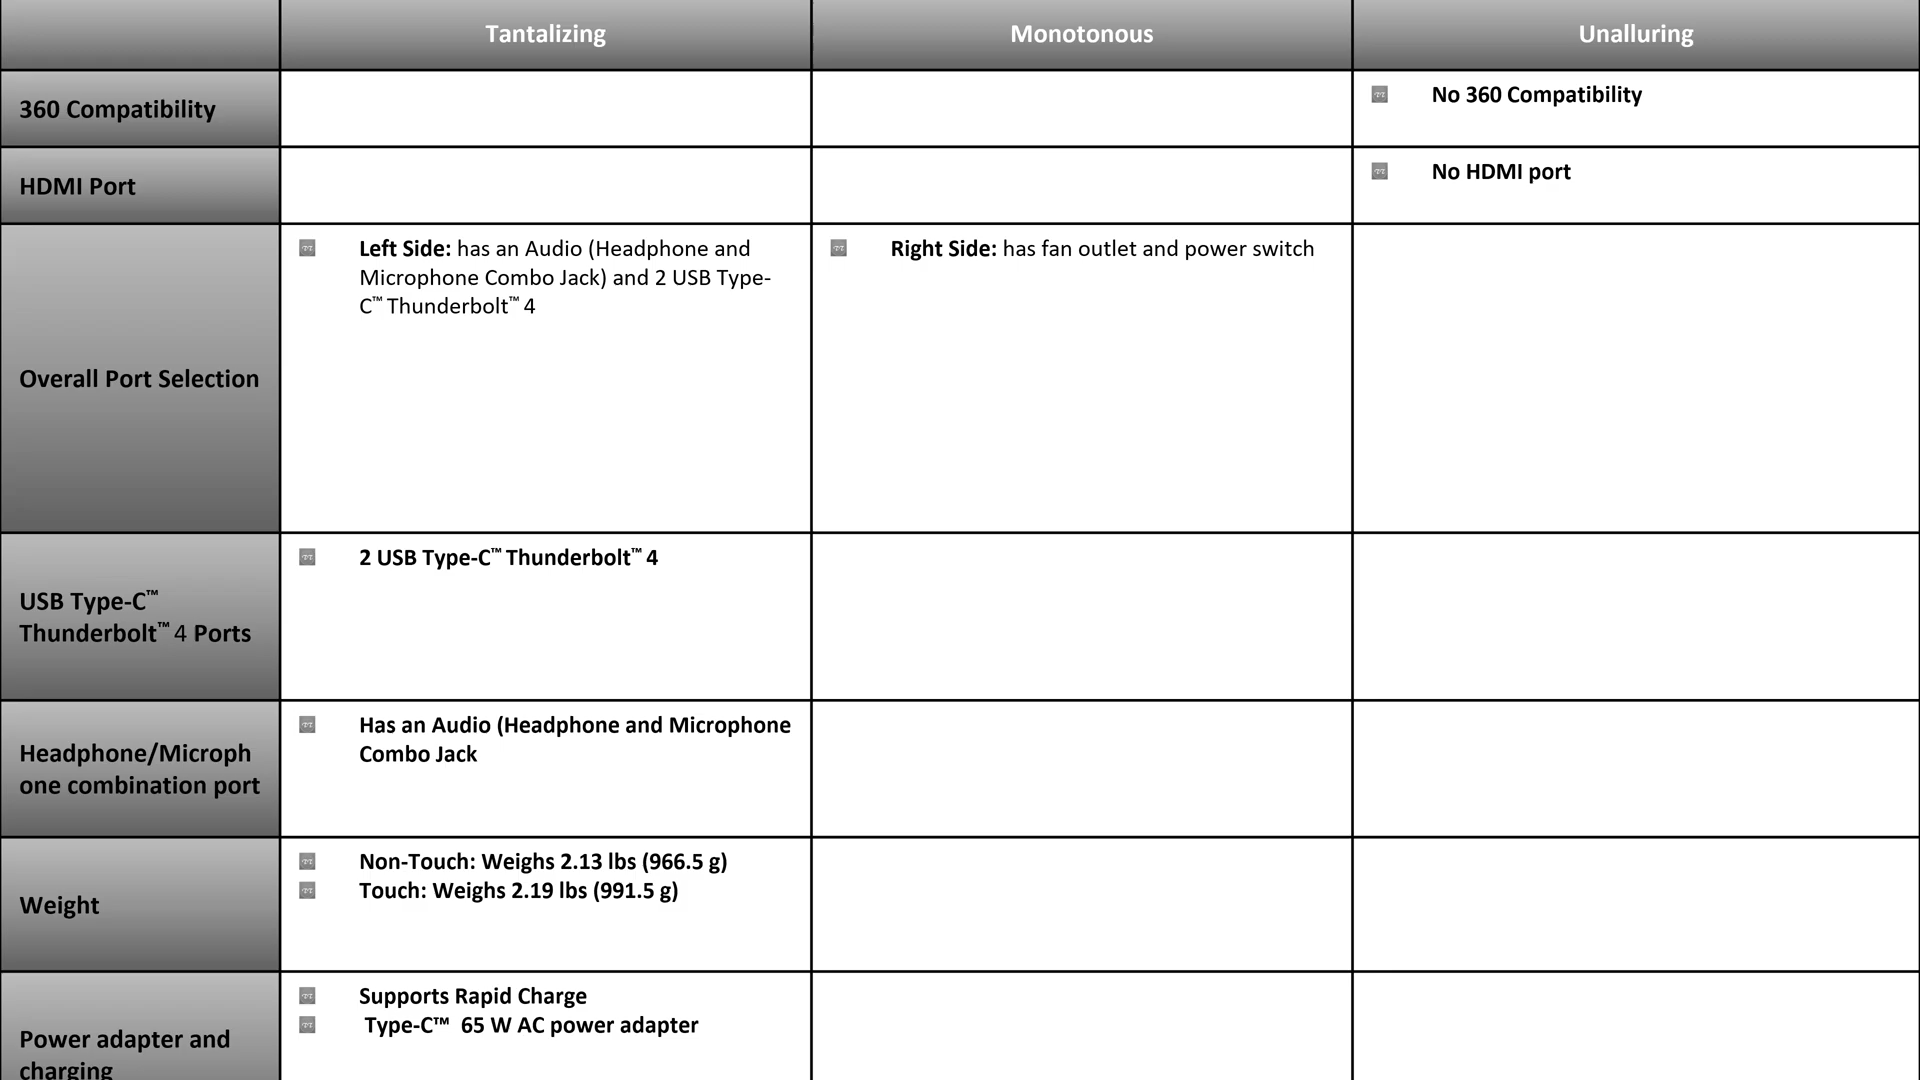 Tantalizing Monotonous Unalluring
360 Compatibility
No 360 Compatibility
HDMI Port
No HDMI port
Overall Port Selection
Left Side: has an Audio (Headphone and
Microphone Combo Jack) and 2 USB Type-
C™ Thunderbolt™ 4
Right Side: has fan outlet and power switch
USB Type-C™
Thunderbolt™ 4 Ports
2 USB Type-C™ Thunderbolt™ 4
Headphone/Microph
one combination port
Has an Audio (Headphone and Microphone
Combo Jack
Weight
Non-Touch: Weighs 2.13 lbs (966.5 g)
Touch: Weighs 2.19 lbs (991.5 g)
Power adapter and
charging
Supports Rapid Charge
Type-C™ 65 W AC power adapter